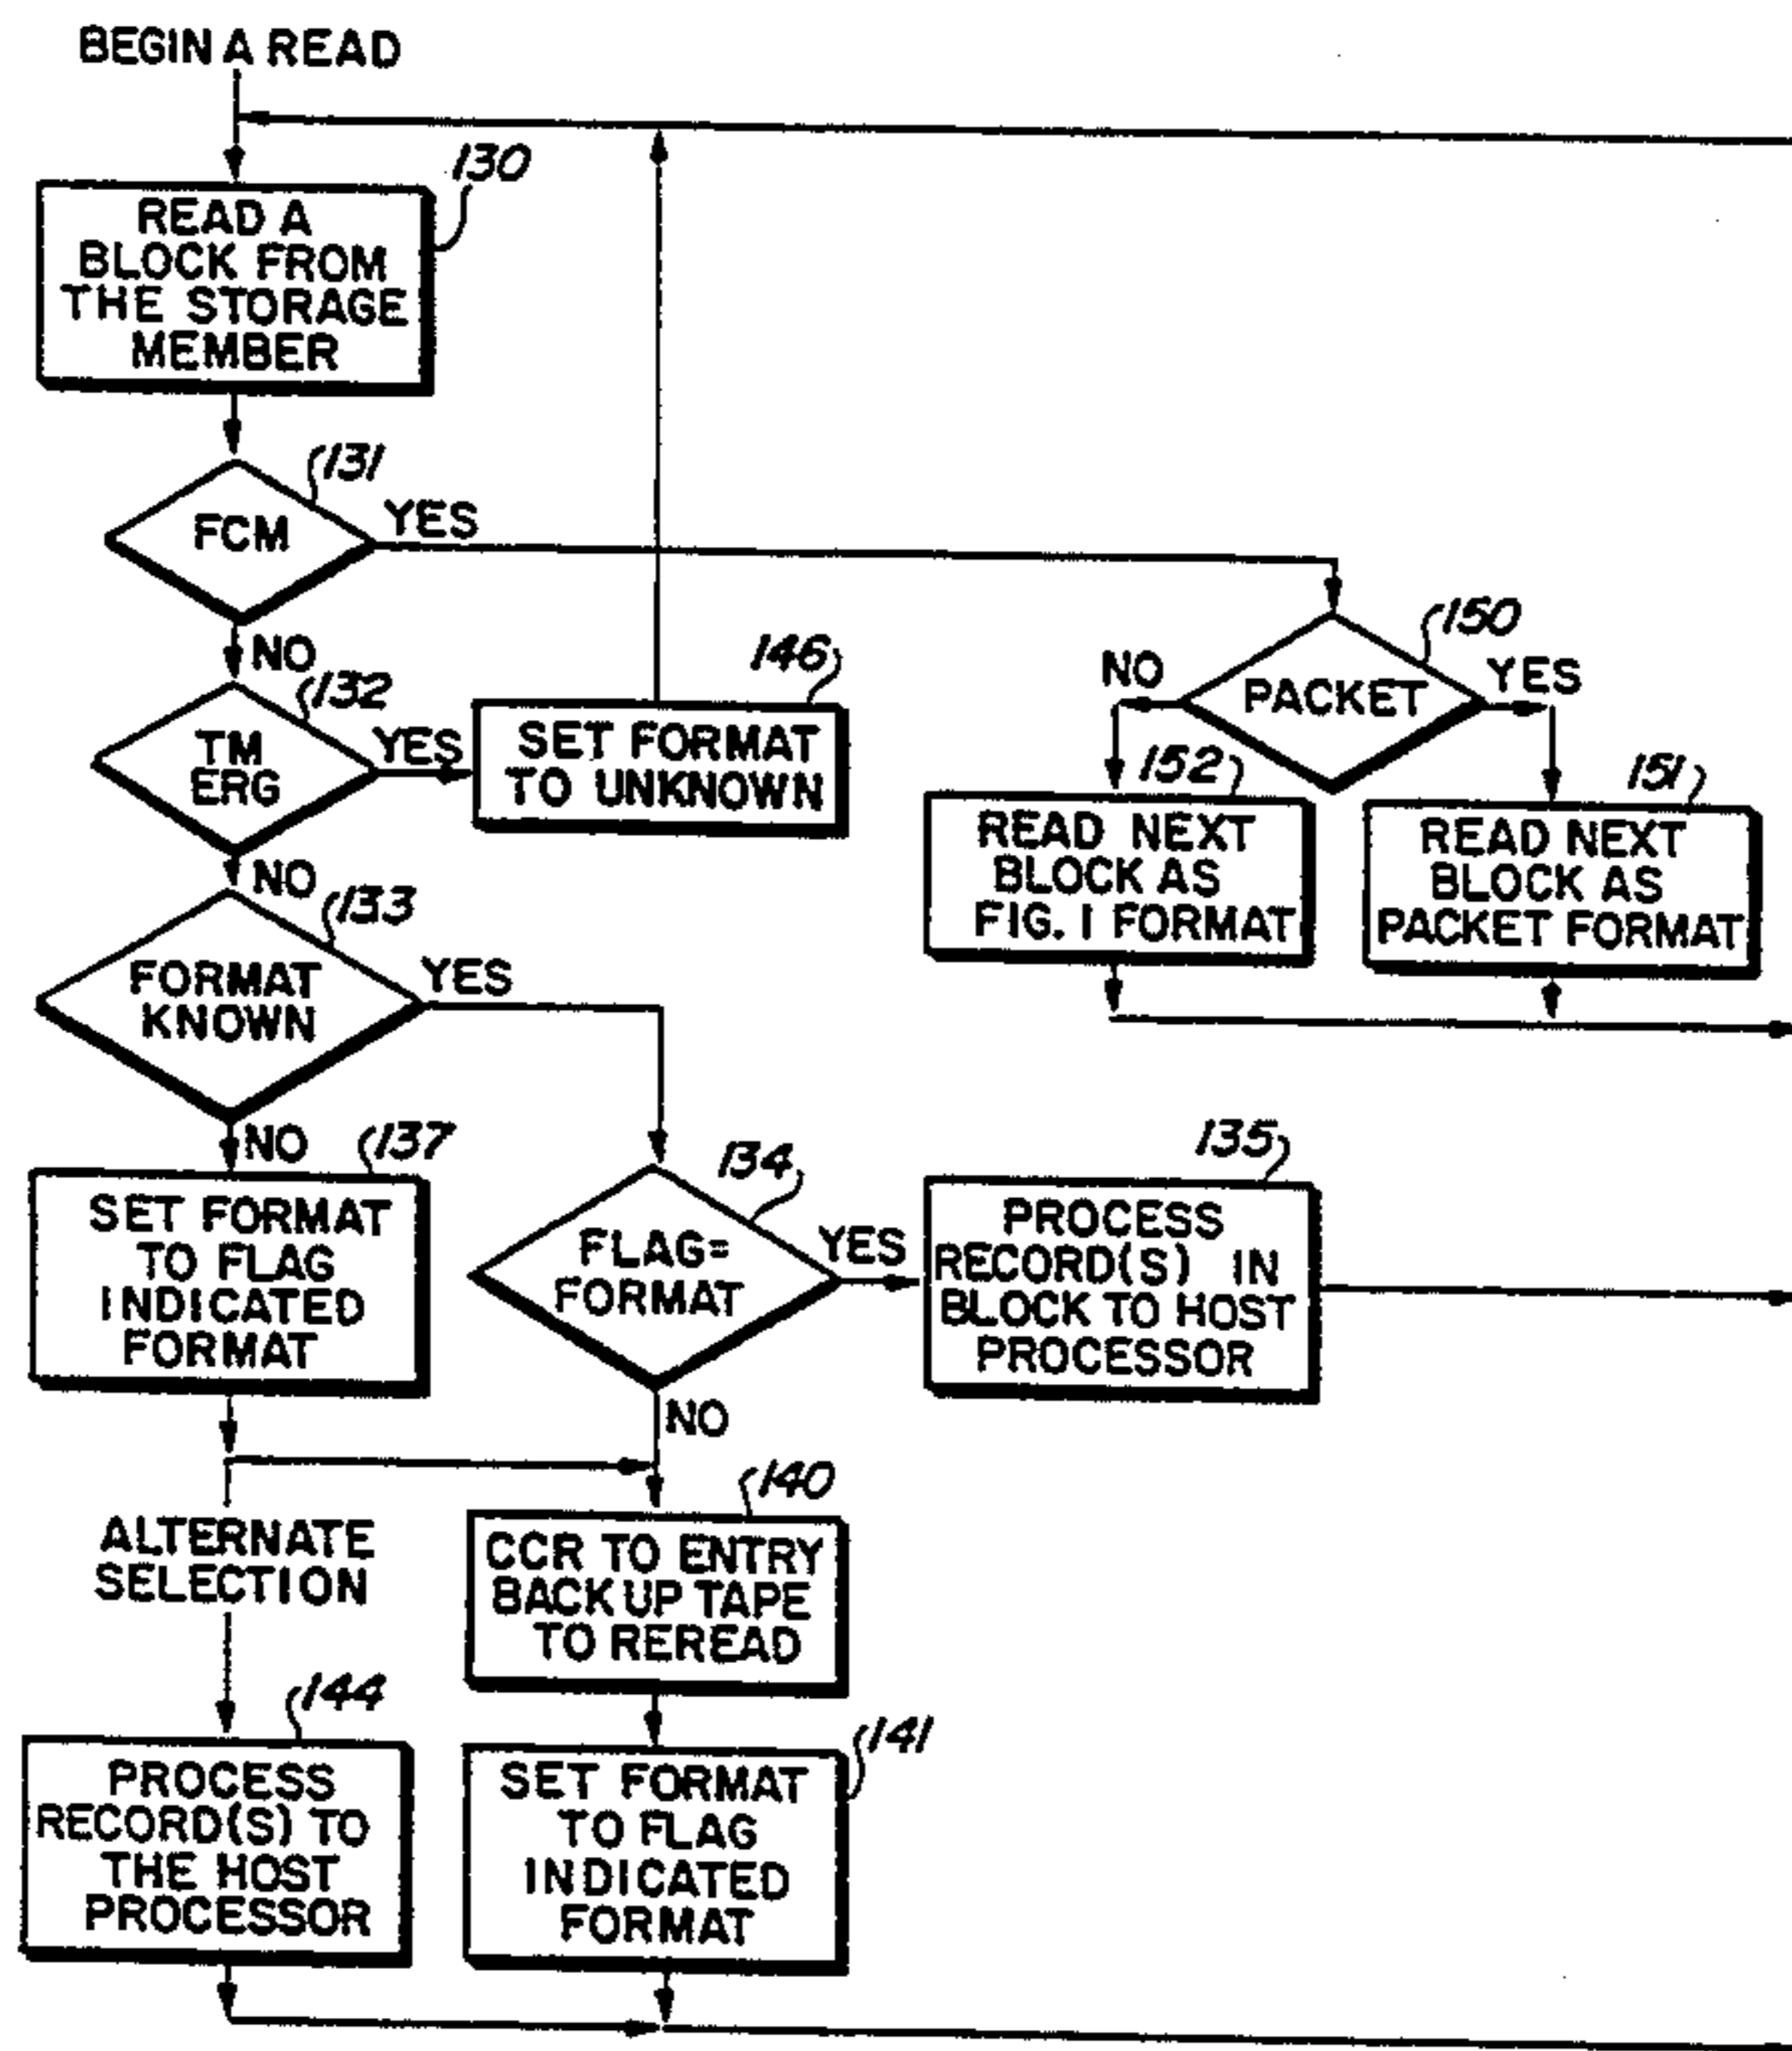 BEGIN A READ
130
READ A
BLOCK FROM
THE STORAGE
MEMBER
131
FCM
YES
NO
132
TM
ERG
YES
146
SET FORMAT
TO UNKNOWN
150
NO
PACKET
YES
152
READ NEXT
BLOCK AS
FIG. 1 FORMAT
151
READ NEXT
BLOCK AS
PACKET FORMAT
NO
133
FORMAT
KNOWN
YES
NO
137
SET FORMAT
TO FLAG
INDICATED
FORMAT
134
FLAG=
FORMAT
YES
135
PROCESS
RECORD(S) IN
BLOCK TO HOST
PROCESSOR
NO
ALTERNATE
SELECTION
140
CCR TO ENTRY
BACK UP TAPE
TO REREAD
144
PROCESS
RECORD(S) TO
THE HOST
PROCESSOR
141
SET FORMAT
TO FLAG
INDICATED
FORMAT